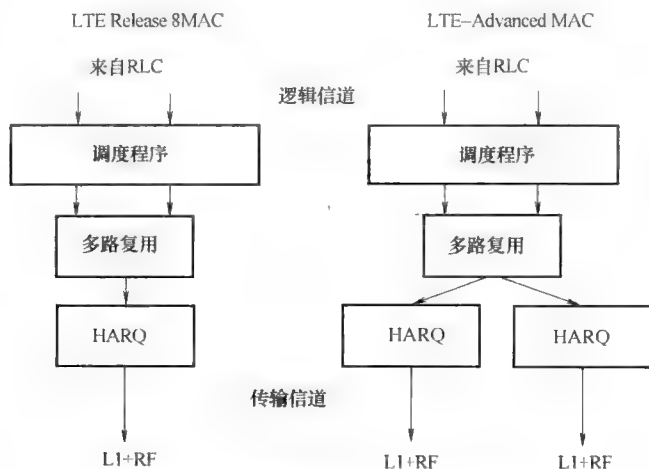 LTE Release 8MAC
LTE-Advanced MAC
来自RLC
来自RLC
逻辑信道
调度程序
调度程序
多路复用
多路复用
HARQ
HARQ
HARQ
传输信道
L1+RF
L1+RF
L1+RF